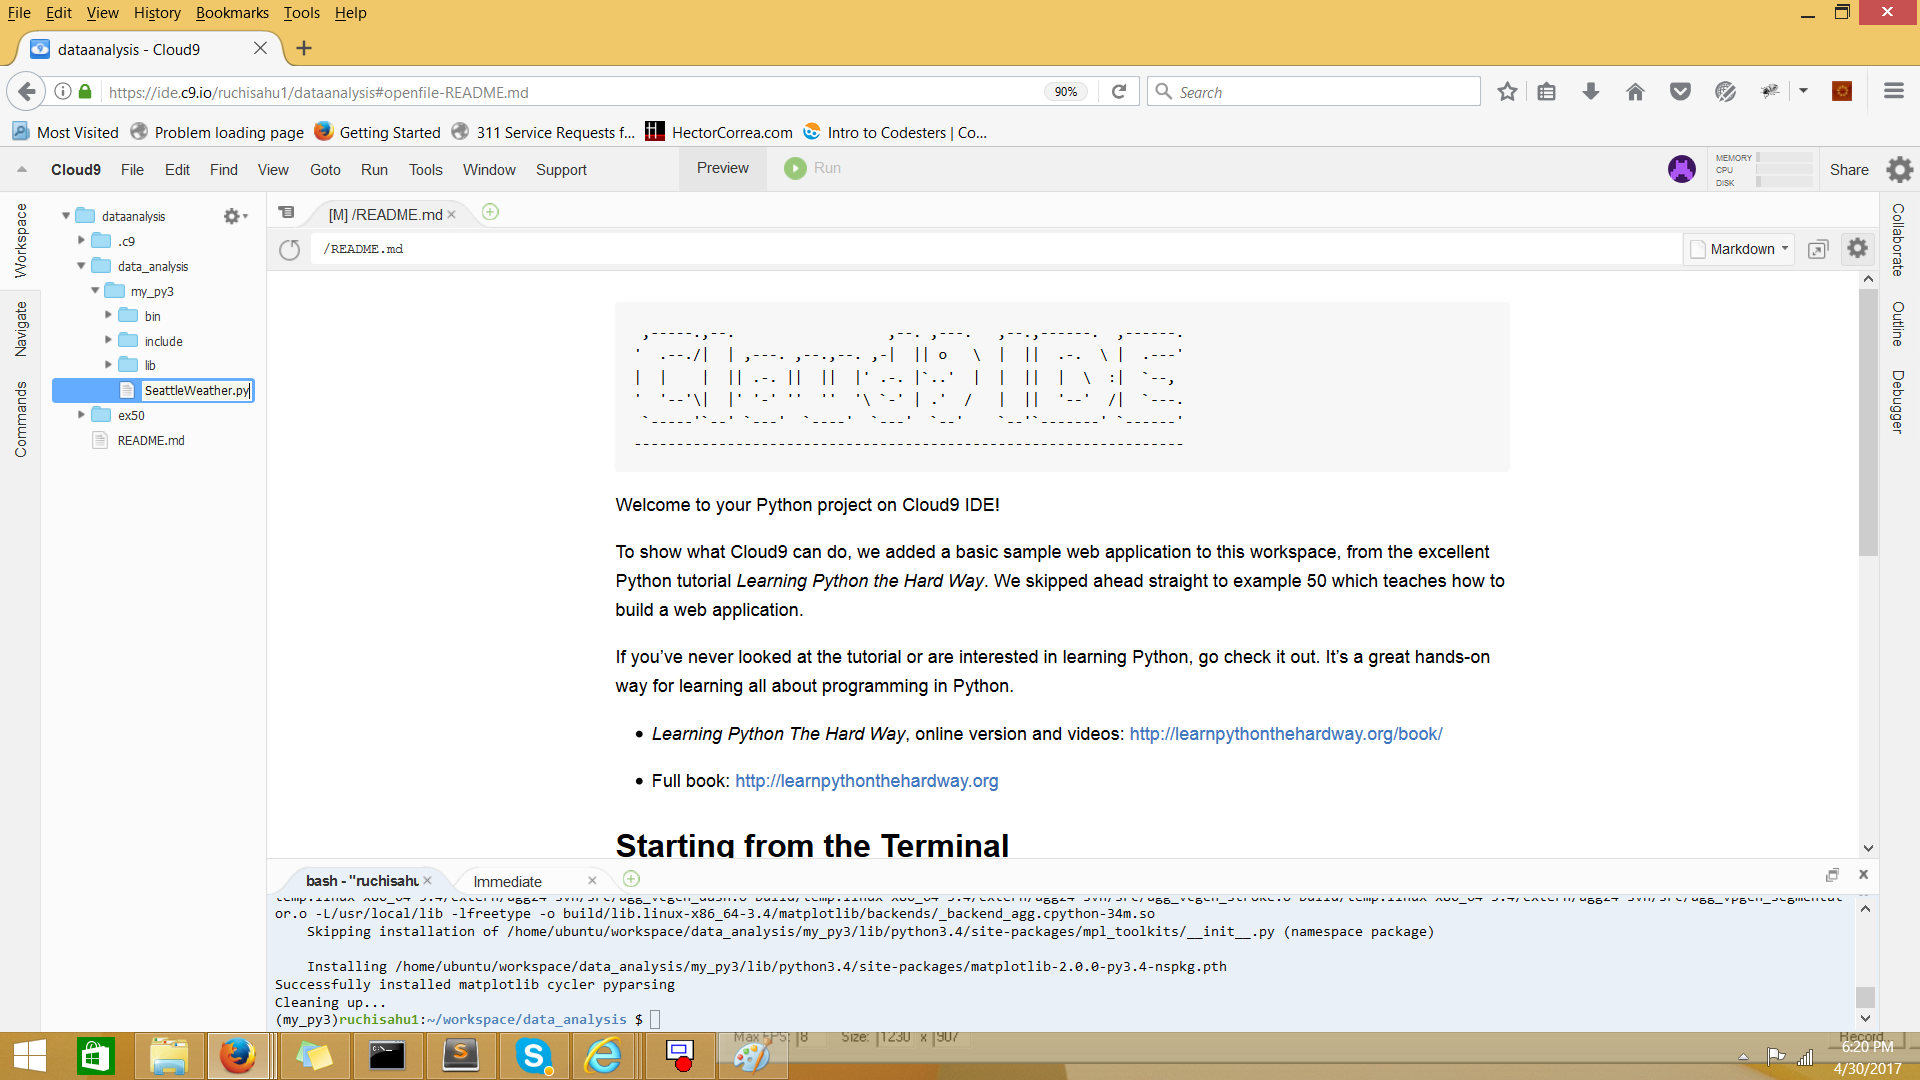 File Edit View History Bookmarks Tools Help
dataanalysis - Cloud9
https://ide.c9.io/ruchisahu1/dataanalysis#openfile-README.md 90% Search
Most Visited Problem loading page Getting Started 311 Service Requests f... HectorCorrea.com Intro to Codesters | Co...
Cloud9 File Edit Find View Goto Run Tools Window Support Preview Run MEMORY CPU DISK Share
Workspace
Navigate
Commands
dataanalysis
.c9
data_analysis
my_py3
bin
include
lib
SeattleWeather.py
ex50
README.md
[M] /README.md
/README.md Markdown
Collaborate
Outline
Debugger
Welcome to your Python project on Cloud9 IDE!
To show what Cloud9 can do, we added a basic sample web application to this workspace, from the excellent
Python tutorial Learning Python the Hard Way. We skipped ahead straight to example 50 which teaches how to
build a web application.
If you’ve never looked at the tutorial or are interested in learning Python, go check it out. It’s a great hands-on
way for learning all about programming in Python.
• Learning Python The Hard Way, online version and videos: http://learnpythonthehardway.org/book/
• Full book: http://learnpythonthehardway.org
Starting from the Terminal
bash - "ruchisahu Immediate
or.o -L/usr/local/lib -lfreetype -o build/lib.linux-x86_64-3.4/matplotlib/backends/_backend_agg.cpython-34m.so
Skipping installation of /home/ubuntu/workspace/data_analysis/my_py3/lib/python3.4/site-packages/mpl_toolkits/__init__.py (namespace package)
Installing /home/ubuntu/workspace/data_analysis/my_py3/lib/python3.4/site-packages/matplotlib-2.0.0-py3.4-nspkg.pth
Successfully installed matplotlib cycler pyparsing
Cleaning up...
(my_py3)ruchisahu1:~/workspace/data_analysis $
Max FPS: 8 Size: 1230 x 907 Record
6:20 PM
4/30/2017